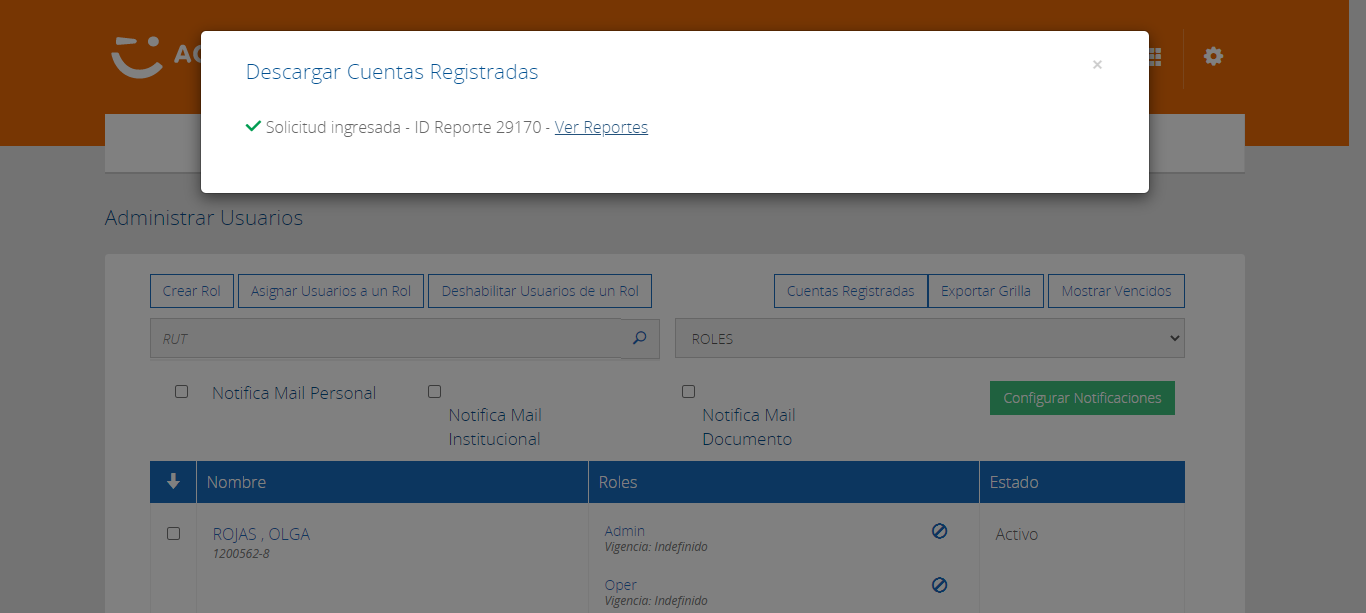 Descargar Cuentas Registradas
×
Solicitud ingresada - ID Reporte 29170 - Ver Reportes
Administrar Usuarios
Crear Rol
Asignar Usuarios a un Rol
Deshabilitar Usuarios de un Rol
Cuentas Registradas
Exportar Grilla
Mostrar Vencidos
RUT
ROLES
Notifica Mail Personal
Notifica Mail
Institucional
Notifica Mail
Documento
Configurar Notificaciones
Nombre
Roles
Estado
ROJAS , OLGA
1200562-8
Admin
Vigencia: Indefinido
Oper
Vigencia: Indefinido
Activo